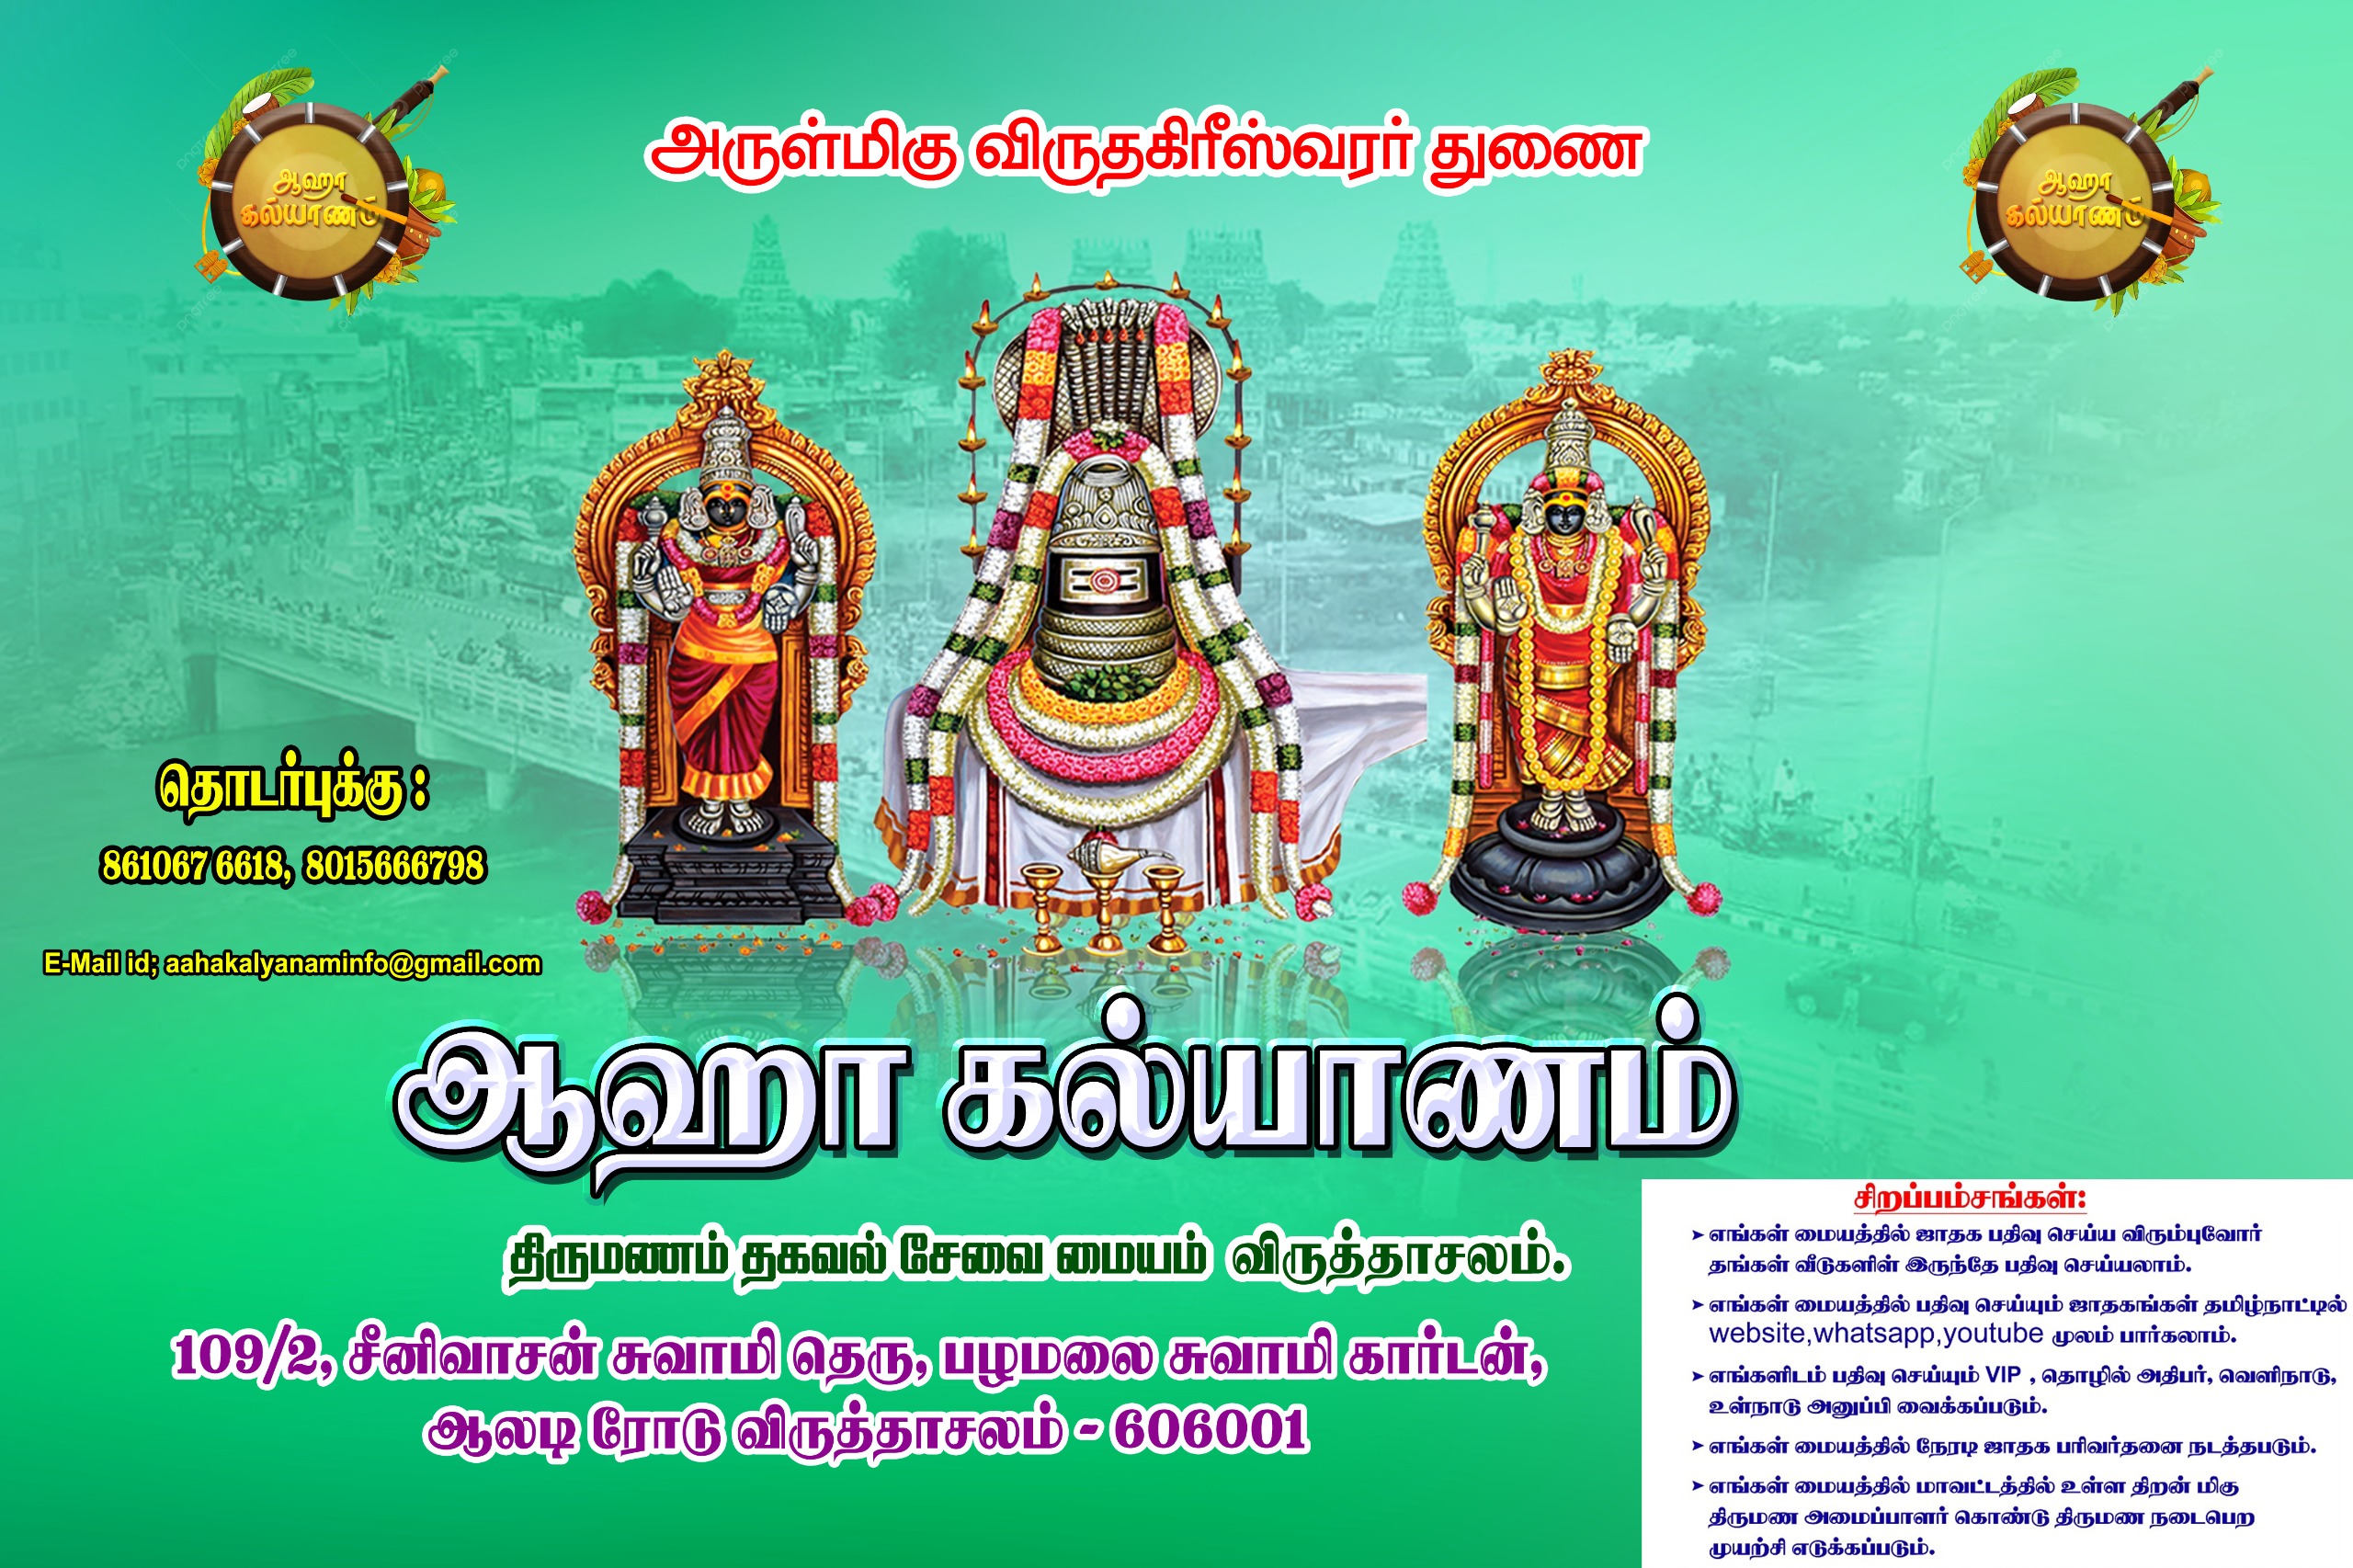 அருள்மிகு விருதகிரீஸ்வரர் துணை
ஆஹா
கல்யாணம்
ஆஹா
கல்யாணம்
தொடர்புக்கு :
861067 6618, 8015666798
E-Mail id; aahakalyanaminfo@gmail.com
ஆஹா கல்யாணம்
திருமணம் தகவல் சேவை மையம் விருத்தாசலம்.
109/2, சீனிவாசன் சுவாமி தெரு, பழமலை சுவாமி கார்டன்,
ஆலடி ரோடு விருத்தாசலம் - 606001
சிறப்பம்சங்கள்:
➤ எங்கள் மையத்தில் ஜாதக பதிவு செய்ய விரும்புவோர்
தங்கள் வீடுகளின் இருந்தே பதிவு செய்யலாம்.
➤ எங்கள் மையத்தில் பதிவு செய்யும் ஜாதகங்கள் தமிழ்நாட்டில்
website,whatsapp,youtube மூலம் பார்கலாம்.
➤ எங்களிடம் பதிவு செய்யும் VIP , தொழில் அதிபர், வெளிநாடு,
உள்நாடு அனுப்பி வைக்கப்படும்.
➤ எங்கள் மையத்தில் நேரடி ஜாதக பரிவர்தனை நடத்தபடும்.
➤ எங்கள் மையத்தில் மாவட்டத்தில் உள்ள திறன் மிகு
திருமண அமைப்பாளர் கொண்டு திருமண நடைபெற
முயற்சி எடுக்கப்படும்.